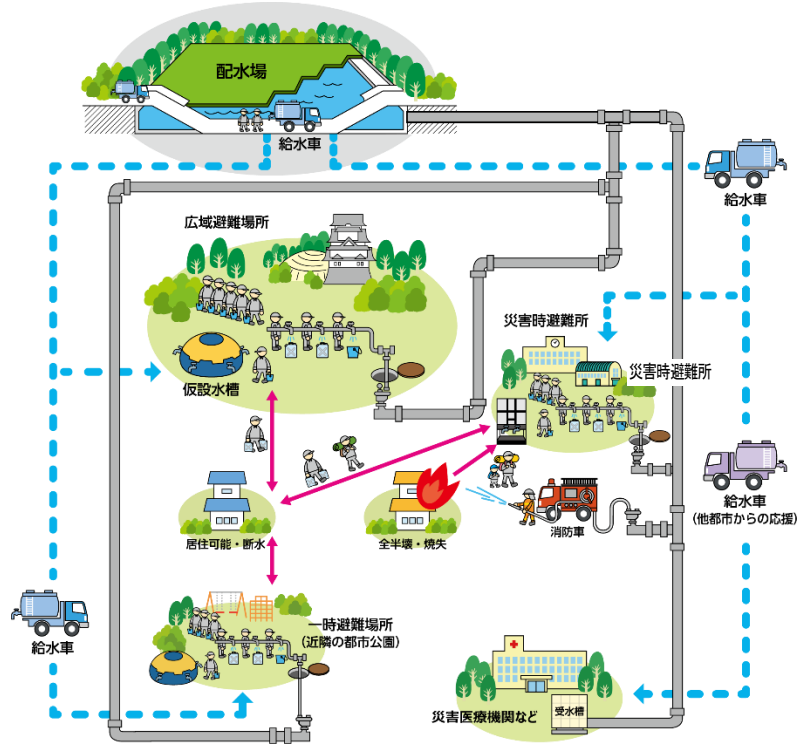 配水場
給水車
給水車
広域避難場所
災害時避難所
災害時避難所
仮設水槽
給水車
(他都市からの応援)
居住可能・断水
全半壊・焼失
消防車
一時避難場所
(近隣の都市公園)
給水車
受水槽
災害医療機関など